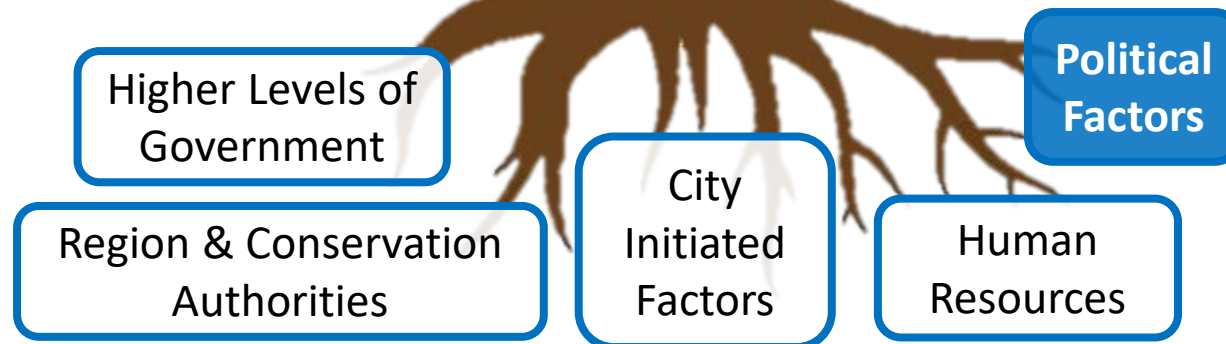 Higher Levels of
Government
Political
Factors
Region & Conservation
Authorities
City
Initiated
Factors
Human
Resources